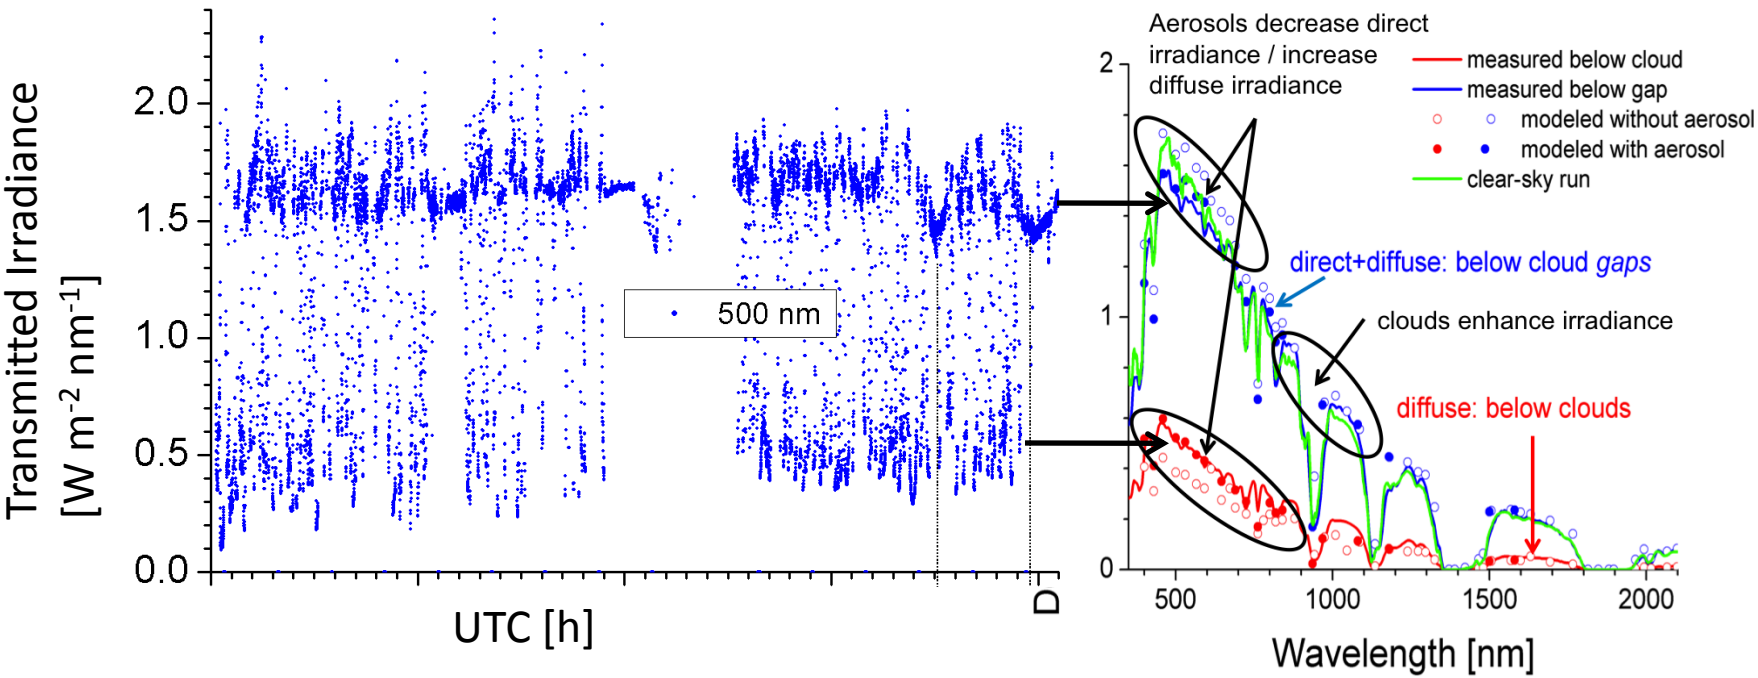 Transmitted Irradiance
[W m-2 nm-1]
2.0
1.5
1.0
0.5
0.0
500 nm
UTC [h]
D
Aerosols decrease direct
irradiance / increase
diffuse irradiance
measured below cloud
measured below gap
modeled without aerosol
modeled with aerosol
clear-sky run
direct+diffuse: below cloud gaps
clouds enhance irradiance
diffuse: below clouds
2
1
0
500 1000 1500 2000
Wavelength [nm]